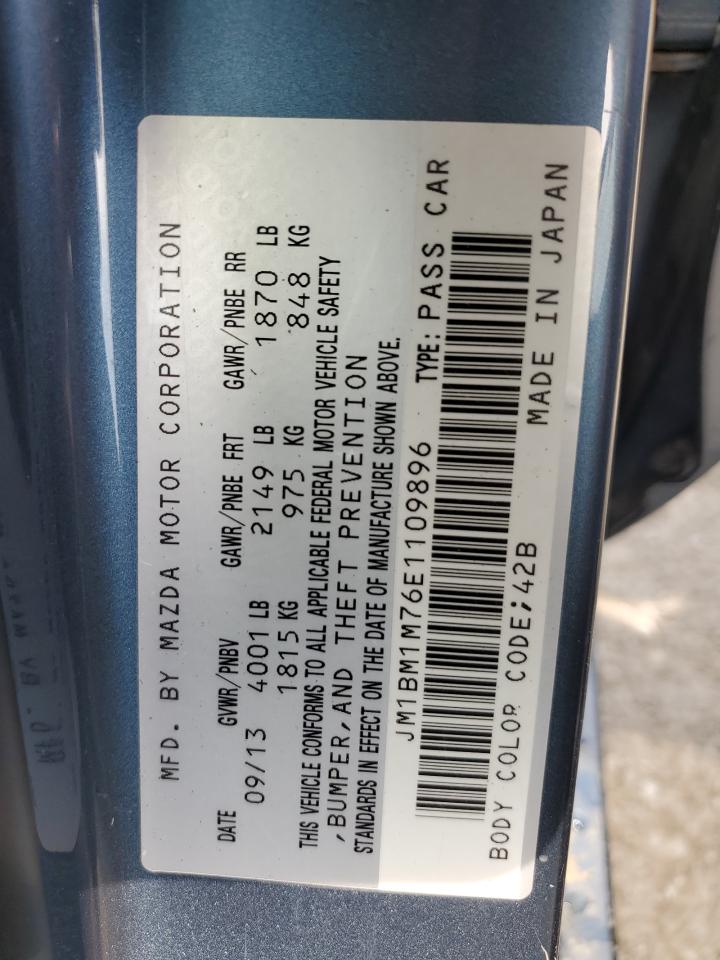 MFD. BY MAZDA MOTOR CORPORATION
DATE GVWR/PNBV GAWR/PNBE FRT GAWR/PNBE RR
09/13 4001 LB 2149 LB 1870 LB
1815 KG 975 KG 848 KG
THIS VEHICLE CONFORMS TO ALL APPLICABLE FEDERAL MOTOR VEHICLE SAFETY
,BUMPER,AND THEFT PREVENTION
STANDARDS IN EFFECT ON THE DATE OF MANUFACTURE SHOWN ABOVE.
JM1BM1M76E1109896 TYPE: PASS CAR
BODY COLOR CODE;42B MADE IN JAPAN